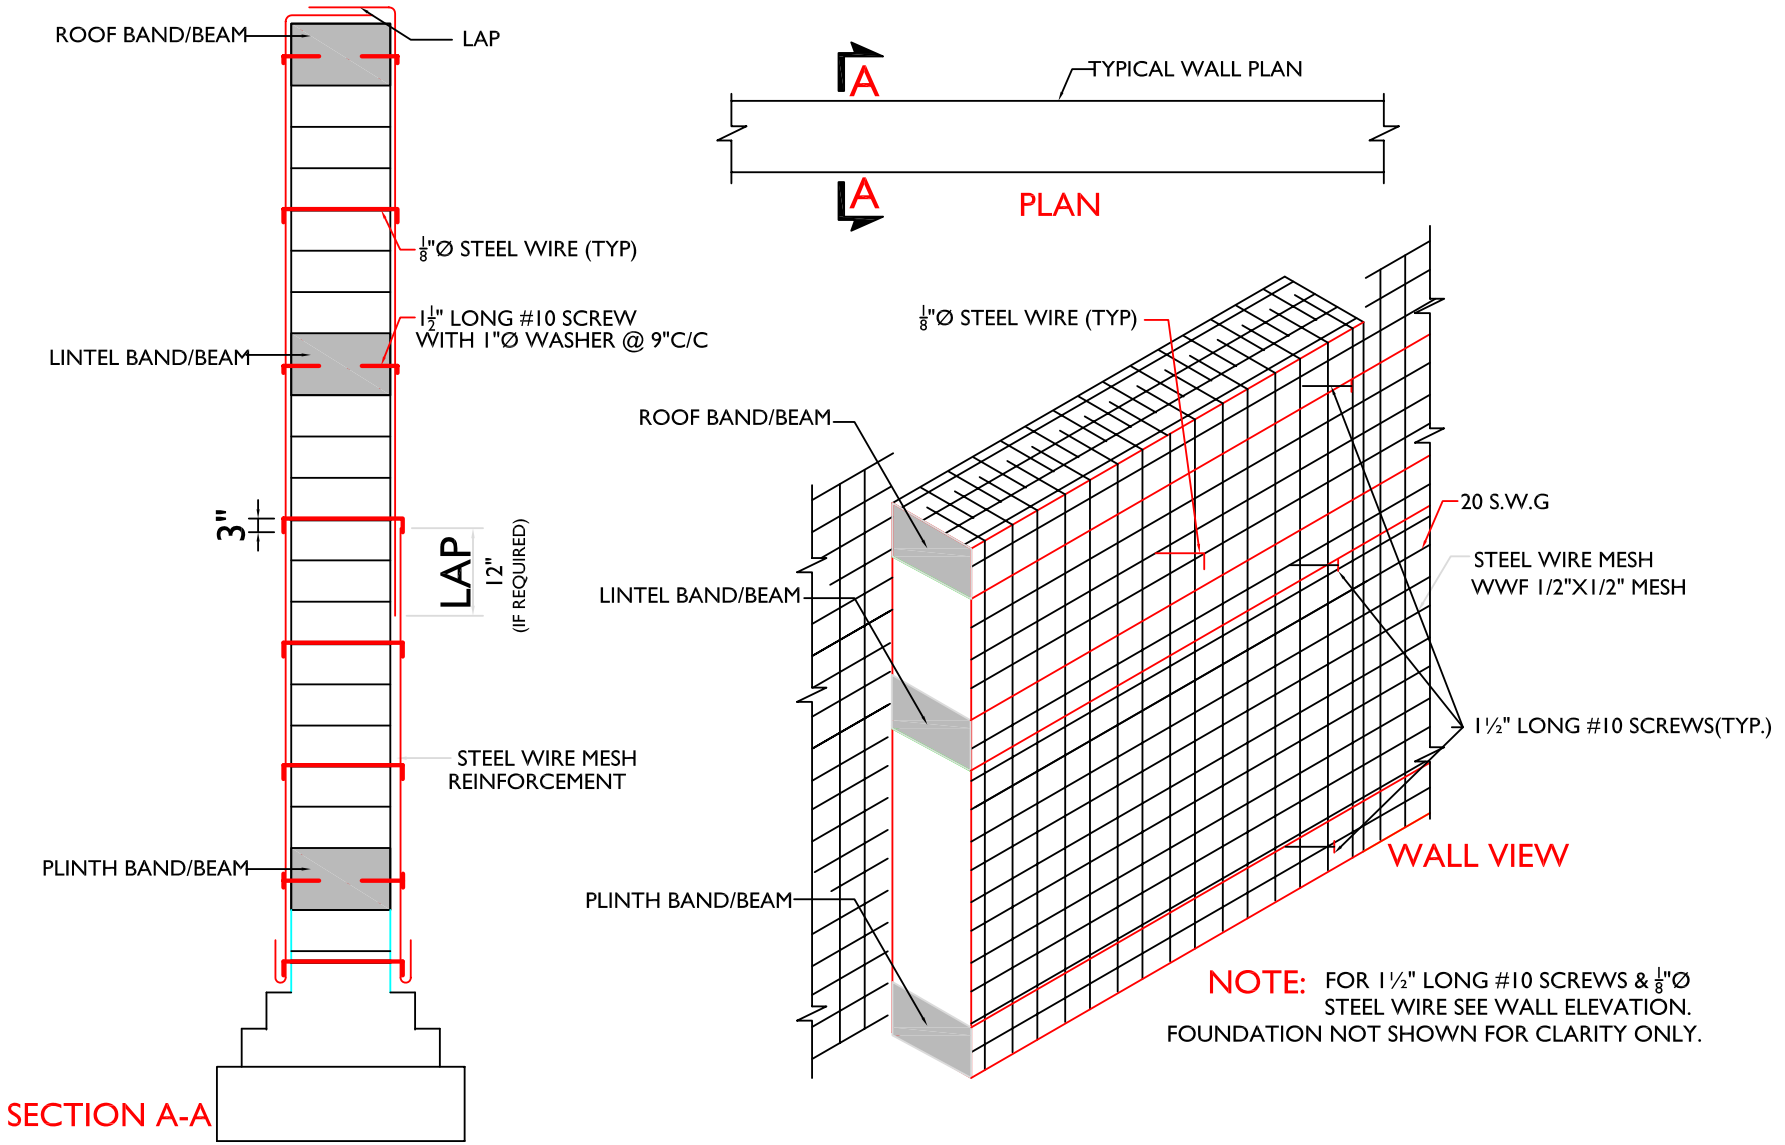 ROOF BAND/BEAM
LAP
1/8"Ø STEEL WIRE (TYP)
1 1/2" LONG #10 SCREW
WITH 1"Ø WASHER @ 9"C/C
LINTEL BAND/BEAM
3"
LAP
12"
(IF REQUIRED)
STEEL WIRE MESH
REINFORCEMENT
PLINTH BAND/BEAM
SECTION A-A
A
TYPICAL WALL PLAN
A
PLAN
1/8"Ø STEEL WIRE (TYP)
ROOF BAND/BEAM
20 S.W.G
STEEL WIRE MESH
WWF 1/2"X1/2" MESH
LINTEL BAND/BEAM
1½" LONG #10 SCREWS(TYP.)
WALL VIEW
PLINTH BAND/BEAM
NOTE: FOR 1½" LONG #10 SCREWS & 1/8"Ø
STEEL WIRE SEE WALL ELEVATION.
FOUNDATION NOT SHOWN FOR CLARITY ONLY.